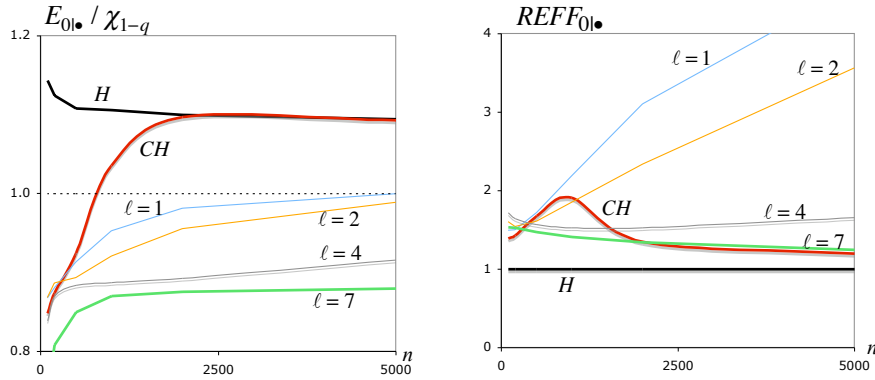 E₀|• / χ₁₋q
1.2
H
CH
1.0
ℓ = 1
ℓ = 2
ℓ = 4
ℓ = 7
0.8
0 2500 5000 n
REFF₀|•
4
ℓ = 1
ℓ = 2
3
2
CH
ℓ = 4
ℓ = 7
1
H
0
0 2500 5000 n